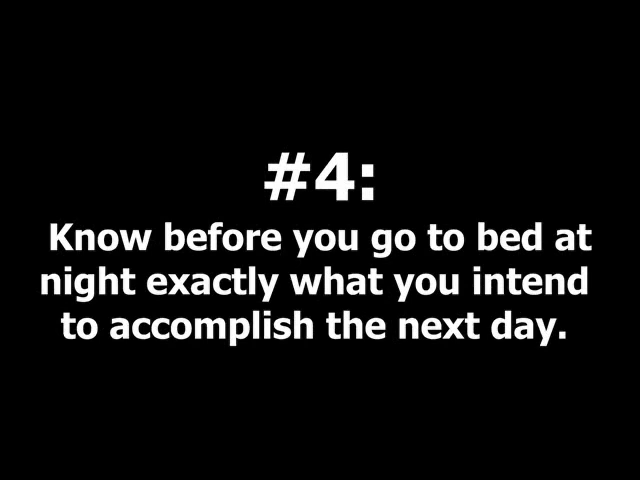 #4:
Know before you go to bed at
night exactly what you intend
to accomplish the next day.